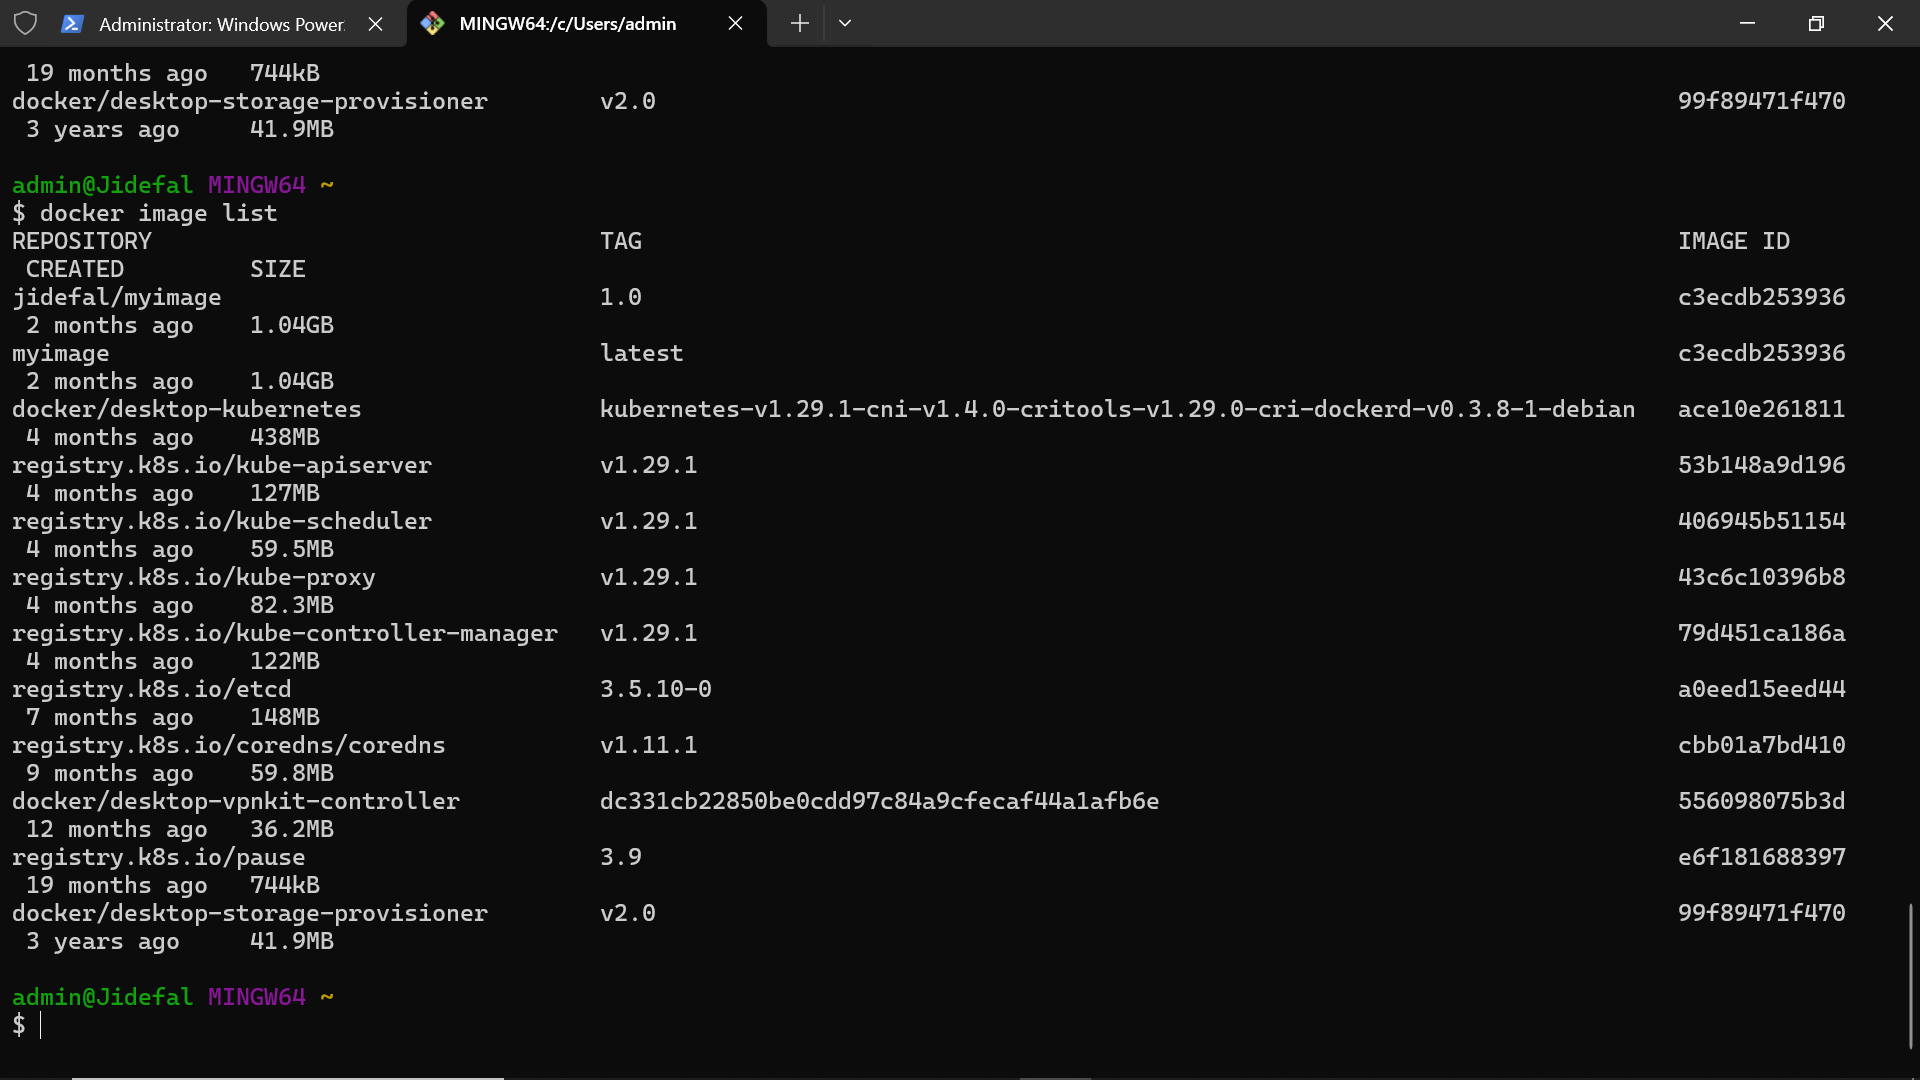 Administrator: Windows Power
MINGW64:/c/Users/admin
19 months ago   744kB
docker/desktop-storage-provisioner   v2.0   99f89471f470
3 years ago   41.9MB
admin@Jidefal MINGW64 ~
$ docker image list
REPOSITORY   TAG   IMAGE ID
CREATED   SIZE
jidefal/myimage   1.0   c3ecdb253936
2 months ago   1.04GB
myimage   latest   c3ecdb253936
2 months ago   1.04GB
docker/desktop-kubernetes   kubernetes-v1.29.1-cni-v1.4.0-critools-v1.29.0-cri-dockerd-v0.3.8-1-debian   ace10e261811
4 months ago   438MB
registry.k8s.io/kube-apiserver   v1.29.1   53b148a9d196
4 months ago   127MB
registry.k8s.io/kube-scheduler   v1.29.1   406945b51154
4 months ago   59.5MB
registry.k8s.io/kube-proxy   v1.29.1   43c6c10396b8
4 months ago   82.3MB
registry.k8s.io/kube-controller-manager   v1.29.1   79d451ca186a
4 months ago   122MB
registry.k8s.io/etcd   3.5.10-0   a0eed15eed44
7 months ago   148MB
registry.k8s.io/coredns/coredns   v1.11.1   cbb01a7bd410
9 months ago   59.8MB
docker/desktop-vpnkit-controller   dc331cb22850be0cdd97c84a9cfecaf44a1afb6e   556098075b3d
12 months ago   36.2MB
registry.k8s.io/pause   3.9   e6f181688397
19 months ago   744kB
docker/desktop-storage-provisioner   v2.0   99f89471f470
3 years ago   41.9MB
admin@Jidefal MINGW64 ~
$